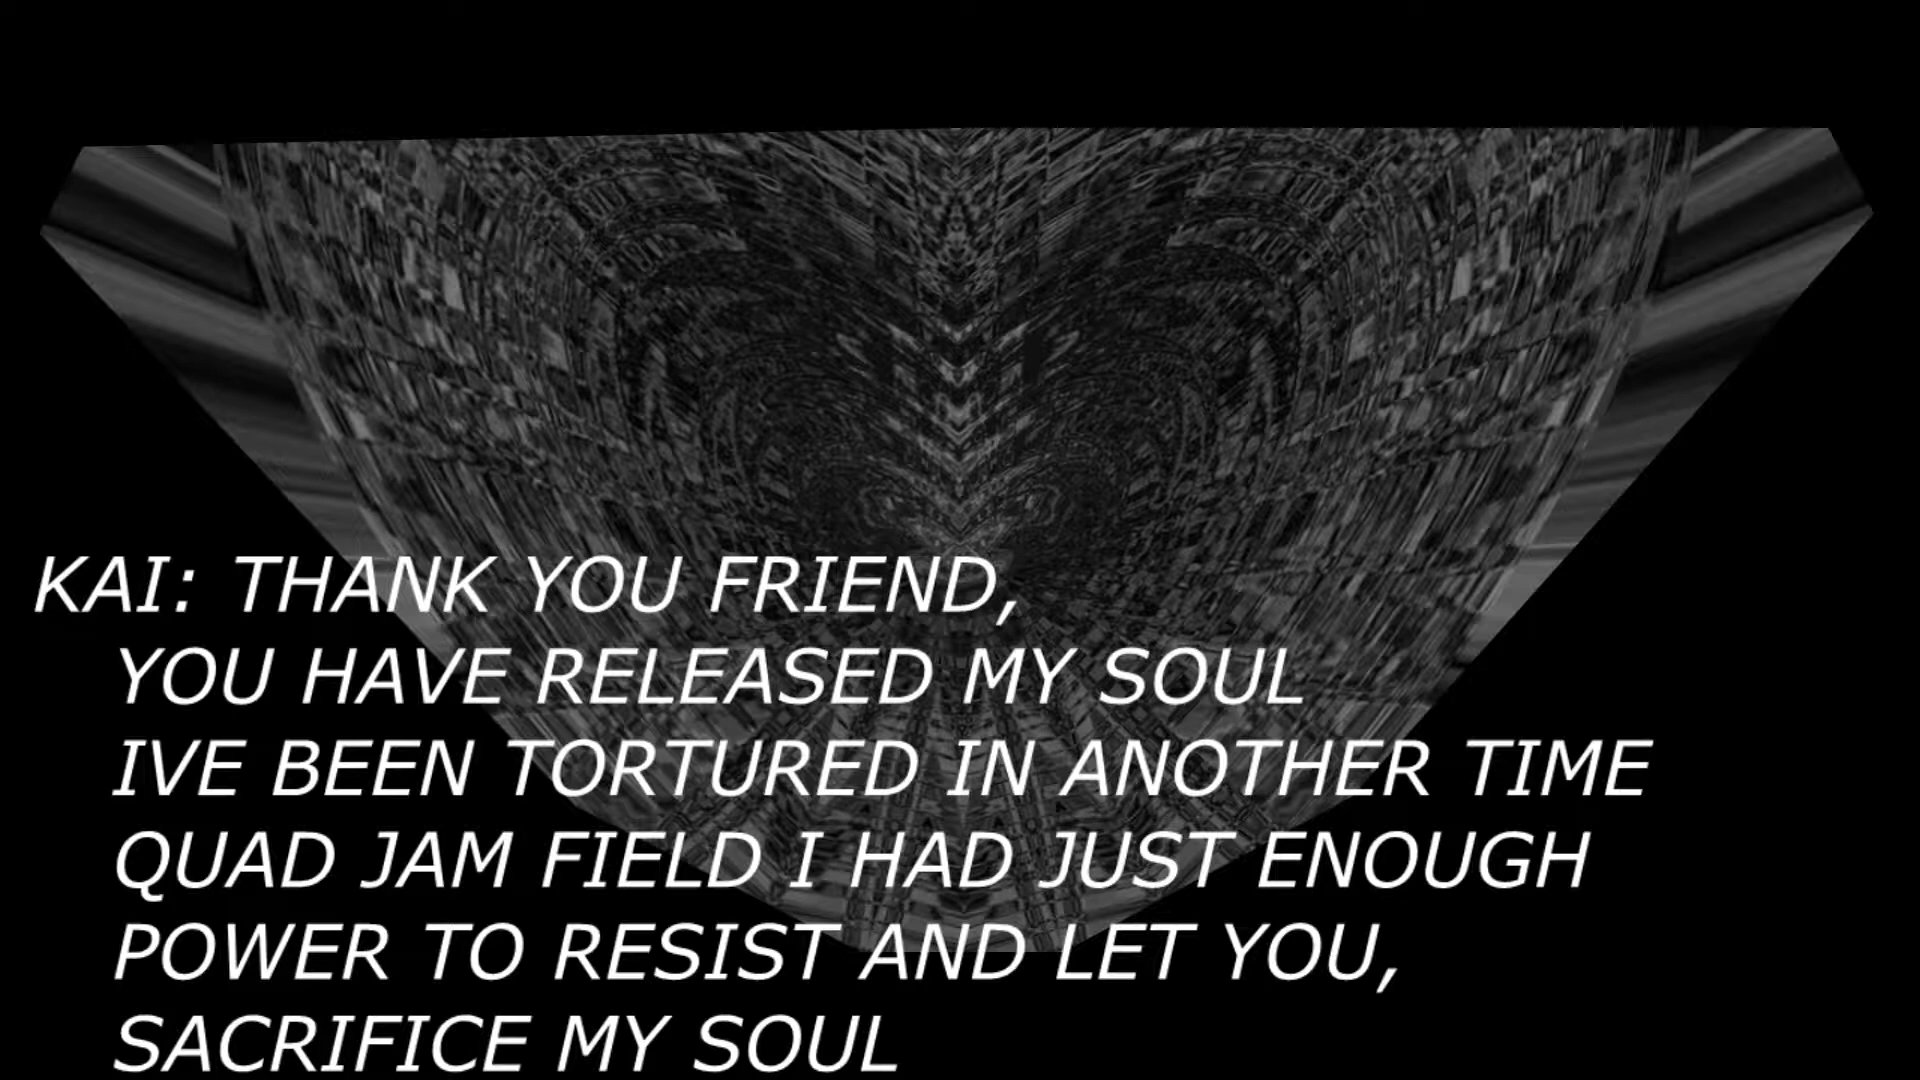 KAI: THANK YOU FRIEND,
YOU HAVE RELEASED MY SOUL
IVE BEEN TORTURED IN ANOTHER TIME
QUAD JAM FIELD I HAD JUST ENOUGH
POWER TO RESIST AND LET YOU,
SACRIFICE MY SOUL